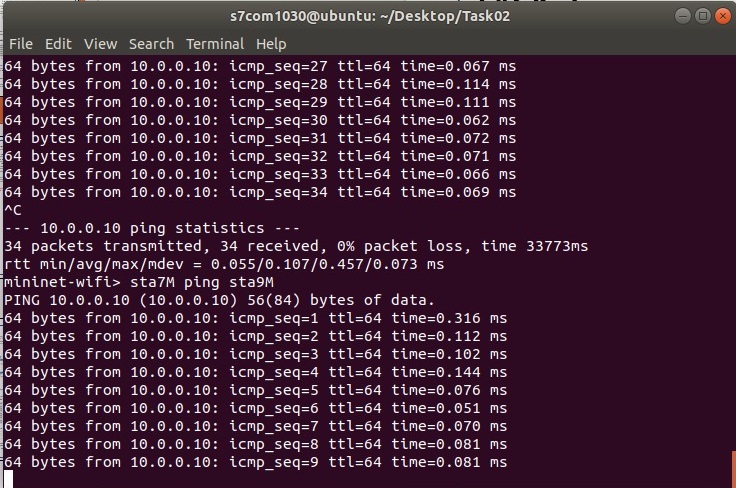 s7com1030@ubuntu: ~/Desktop/Task02
File Edit View Search Terminal Help
64 bytes from 10.0.0.10: icmp_seq=27 ttl=64 time=0.067 ms
64 bytes from 10.0.0.10: icmp_seq=28 ttl=64 time=0.114 ms
64 bytes from 10.0.0.10: icmp_seq=29 ttl=64 time=0.111 ms
64 bytes from 10.0.0.10: icmp_seq=30 ttl=64 time=0.062 ms
64 bytes from 10.0.0.10: icmp_seq=31 ttl=64 time=0.072 ms
64 bytes from 10.0.0.10: icmp_seq=32 ttl=64 time=0.071 ms
64 bytes from 10.0.0.10: icmp_seq=33 ttl=64 time=0.066 ms
64 bytes from 10.0.0.10: icmp_seq=34 ttl=64 time=0.069 ms
^C
--- 10.0.0.10 ping statistics ---
34 packets transmitted, 34 received, 0% packet loss, time 33773ms
rtt min/avg/max/mdev = 0.055/0.107/0.457/0.073 ms
mininet-wifi> sta7M ping sta9M
PING 10.0.0.10 (10.0.0.10) 56(84) bytes of data.
64 bytes from 10.0.0.10: icmp_seq=1 ttl=64 time=0.316 ms
64 bytes from 10.0.0.10: icmp_seq=2 ttl=64 time=0.112 ms
64 bytes from 10.0.0.10: icmp_seq=3 ttl=64 time=0.102 ms
64 bytes from 10.0.0.10: icmp_seq=4 ttl=64 time=0.144 ms
64 bytes from 10.0.0.10: icmp_seq=5 ttl=64 time=0.076 ms
64 bytes from 10.0.0.10: icmp_seq=6 ttl=64 time=0.051 ms
64 bytes from 10.0.0.10: icmp_seq=7 ttl=64 time=0.070 ms
64 bytes from 10.0.0.10: icmp_seq=8 ttl=64 time=0.081 ms
64 bytes from 10.0.0.10: icmp_seq=9 ttl=64 time=0.081 ms